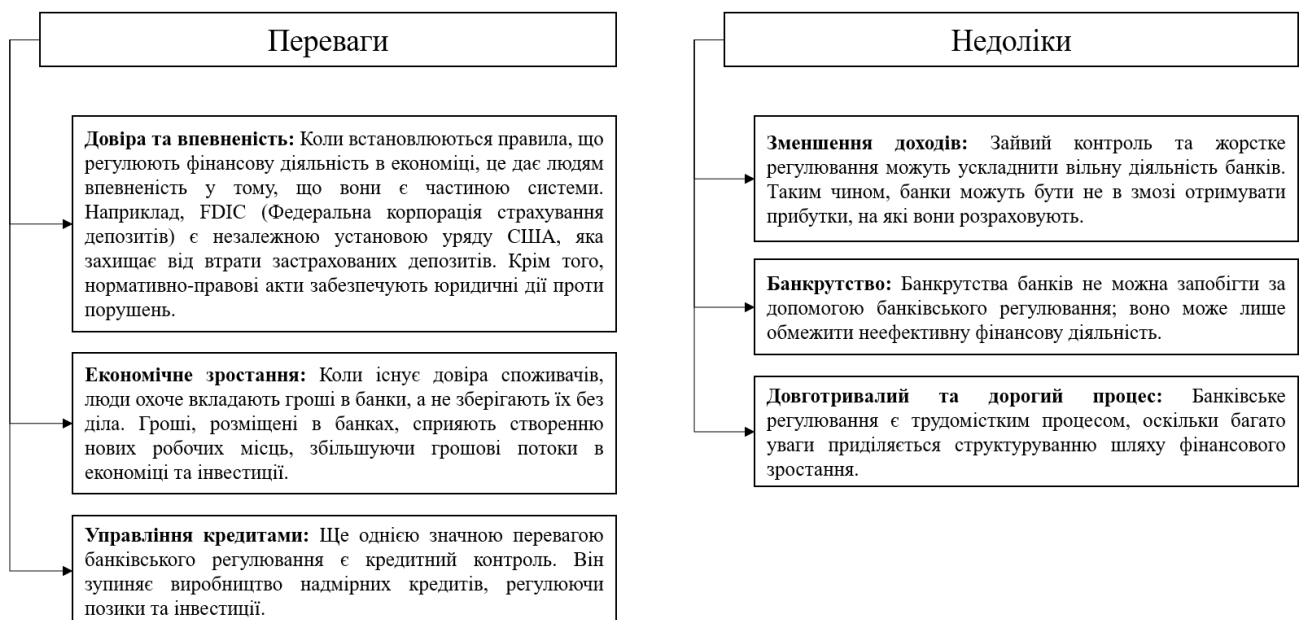 Переваги
Довіра та впевненість: Коли встановлюються правила, що
регулюють фінансову діяльність в економіці, це дає людям
впевненість у тому, що вони є частиною системи.
Наприклад, FDIC (Федеральна корпорація страхування
депозитів) є незалежною установою уряду США, яка
захищає від втрати застрахованих депозитів. Крім того,
нормативно-правові акти забезпечують юридичні дії проти
порушень.
Економічне зростання: Коли існує довіра споживачів,
люди охоче вкладають гроші в банки, а не зберігають їх без
діла. Гроші, розміщені в банках, сприяють створенню
нових робочих місць, збільшуючи грошові потоки в
економіці та інвестиції.
Управління кредитами: Ще однією значною перевагою
банківського регулювання є кредитний контроль. Він
зупиняє виробництво надмірних кредитів, регулюючи
позики та інвестиції.
Недоліки
Зменшення доходів: Зайвий контроль та жорстке
регулювання можуть ускладнити вільну діяльність банків.
Таким чином, банки можуть бути не в змозі отримувати
прибутки, на які вони розраховують.
Банкрутство: Банкрутства банків не можна запобігти за
допомогою банківського регулювання; воно може лише
обмежити неефективну фінансову діяльність.
Довготривалий та дорогий процес: Банківське
регулювання є трудомістким процесом, оскільки багато
уваги приділяється структуруванню шляху фінансового
зростання.